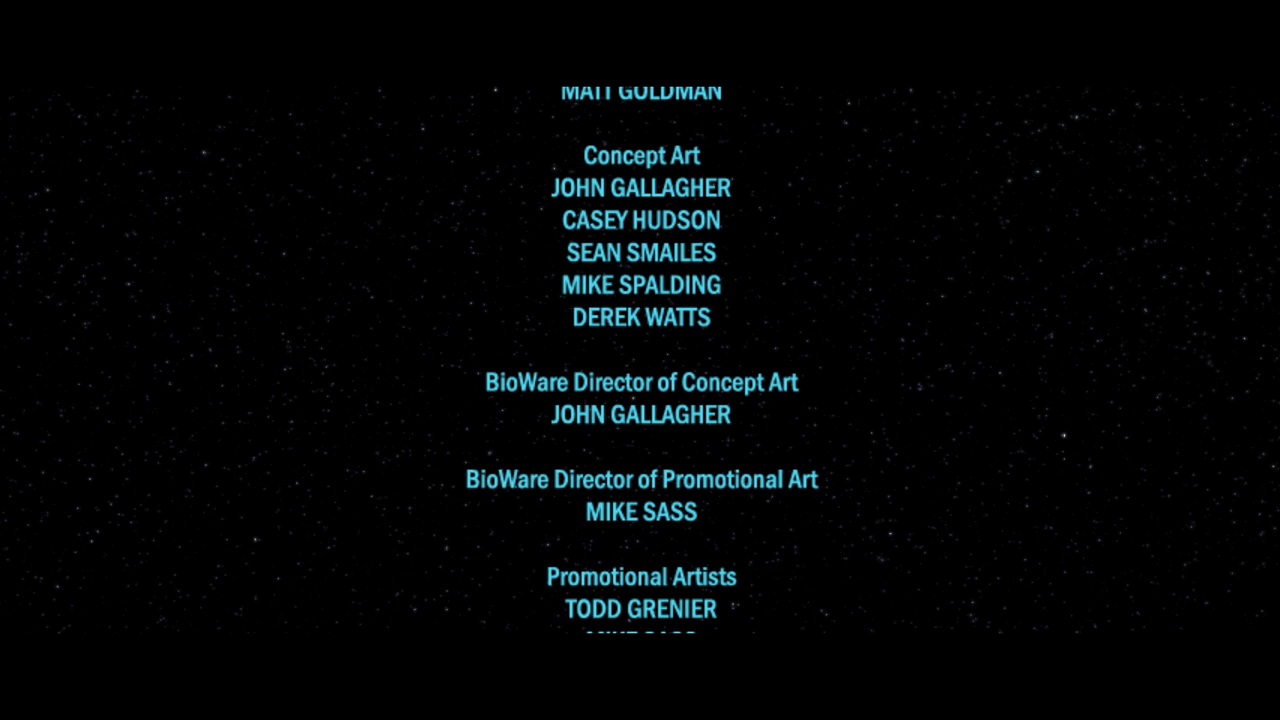 MATT GOLDMAN
Concept Art
JOHN GALLAGHER
CASEY HUDSON
SEAN SMAILES
MIKE SPALDING
DEREK WATTS
BioWare Director of Concept Art
JOHN GALLAGHER
BioWare Director of Promotional Art
MIKE SASS
Promotional Artists
TODD GRENIER